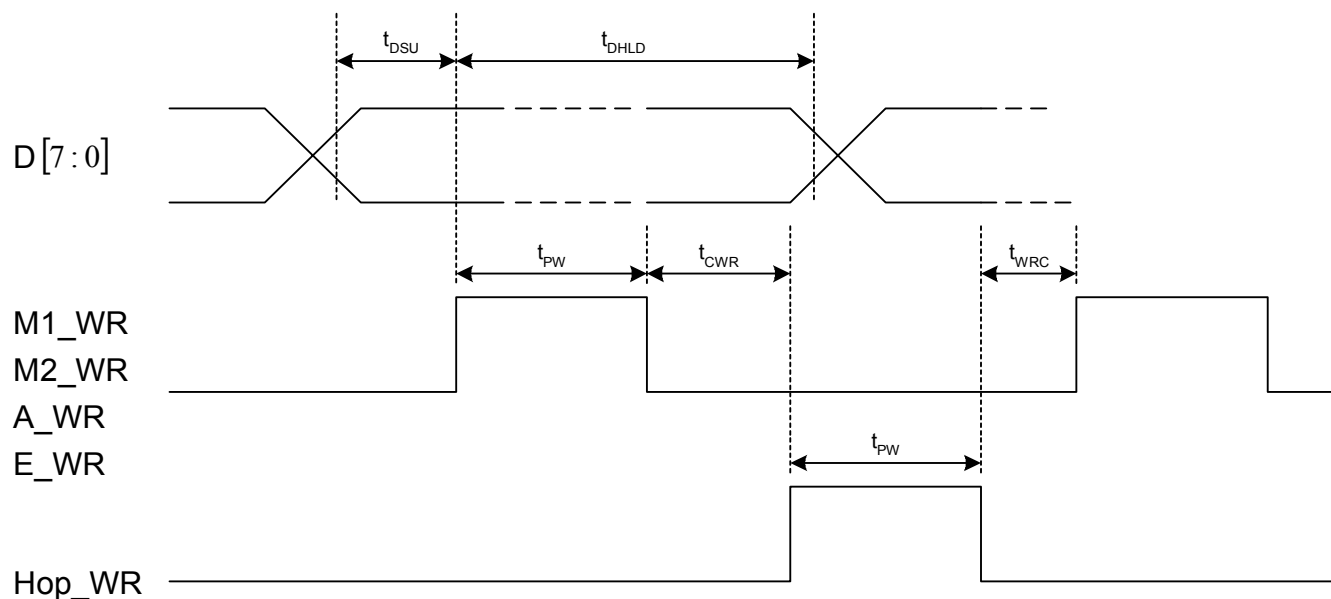 t_DSU t_DHLD
D[7:0]
t_PW t_CWR t_WRC
M1_WR
M2_WR
A_WR
E_WR
t_PW
Hop_WR